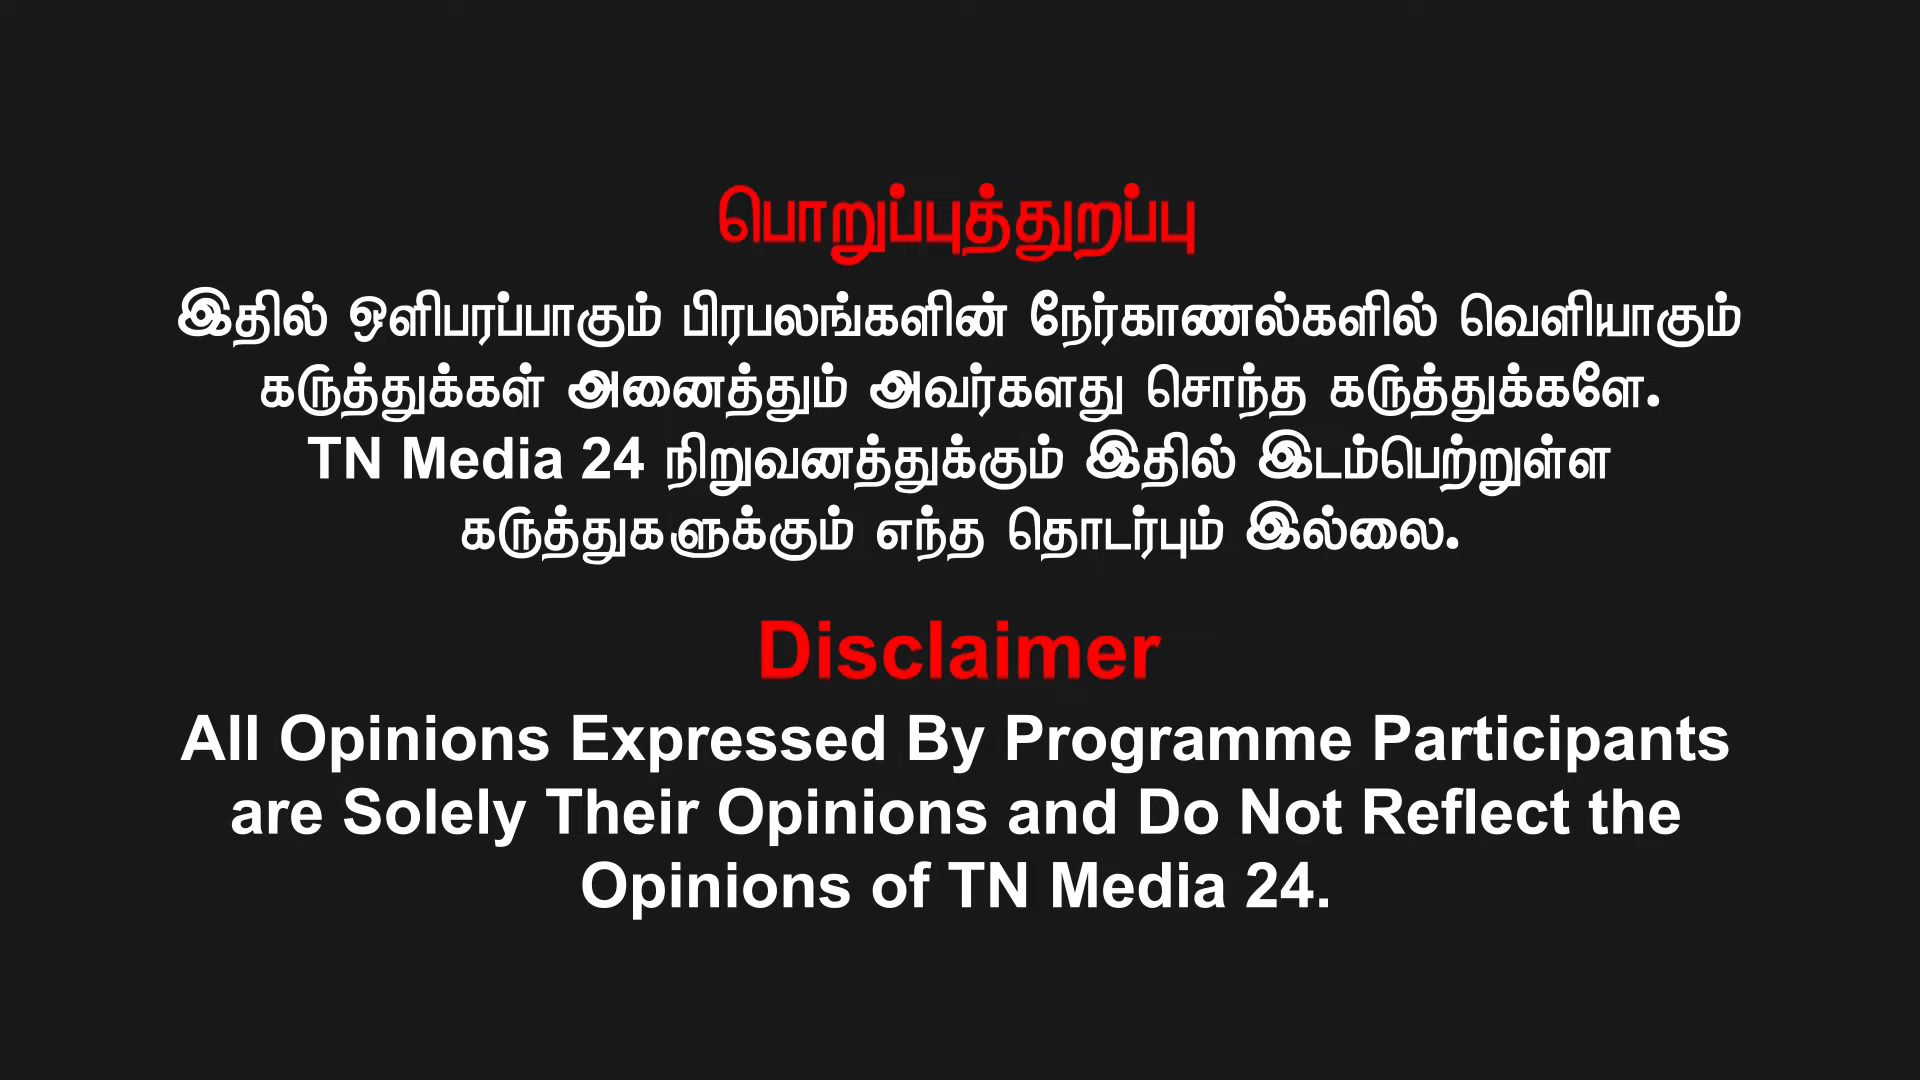 பொறுப்புத்துறப்பு
இதில் ஒளிபரப்பாகும் பிரபலங்களின் நேர்காணல்களில் வெளியாகும்
கருத்துக்கள் அனைத்தும் அவர்களது சொந்த கருத்துக்களே.
TN Media 24 நிறுவனத்துக்கும் இதில் இடம்பெற்றுள்ள
கருத்துகளுக்கும் எந்த தொடர்பும் இல்லை.
Disclaimer
All Opinions Expressed By Programme Participants
are Solely Their Opinions and Do Not Reflect the
Opinions of TN Media 24.